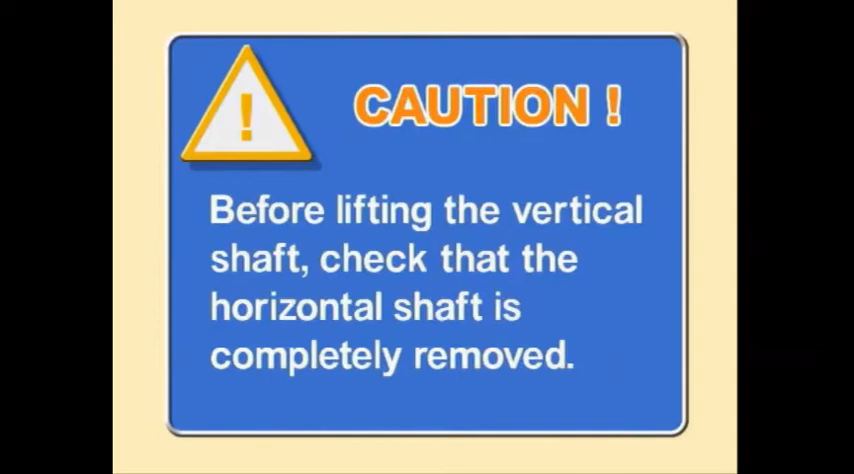 !
CAUTION !
Before lifting the vertical
shaft, check that the
horizontal shaft is
completely removed.